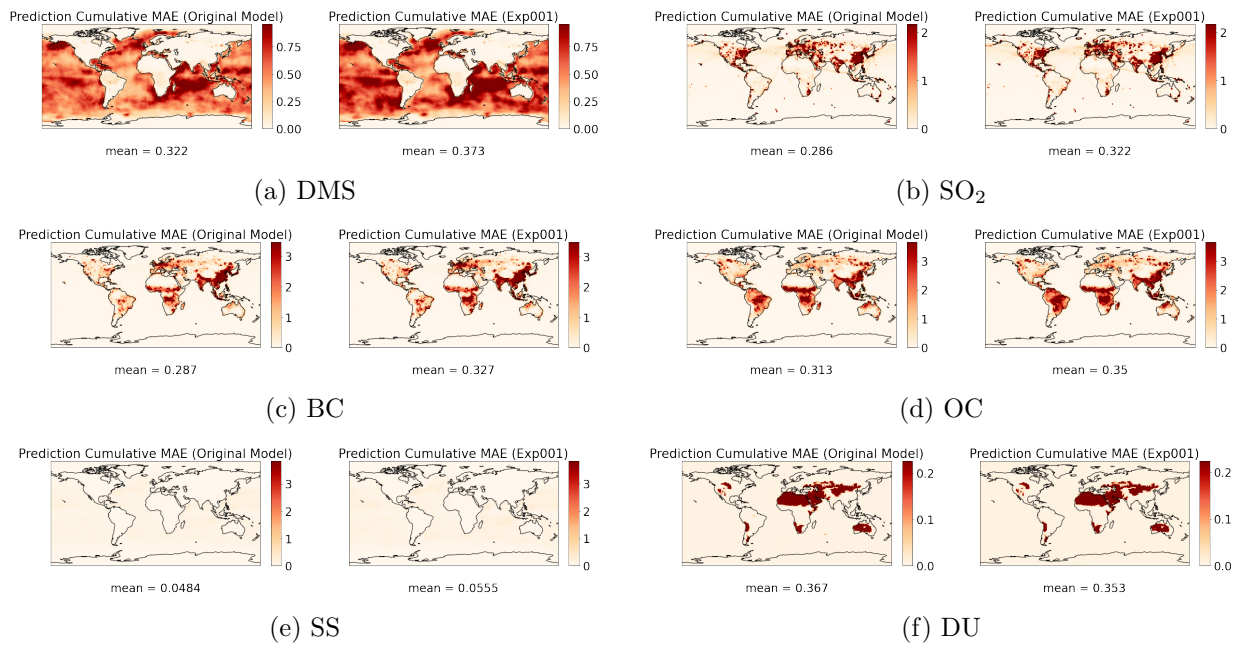 Prediction Cumulative MAE (Original Model)
Prediction Cumulative MAE (Exp001)
0.75
0.50
0.25
0.00
0.75
0.50
0.25
0.00
mean = 0.322
mean = 0.373
(a) DMS
Prediction Cumulative MAE (Original Model)
Prediction Cumulative MAE (Exp001)
2
1
0
2
1
0
mean = 0.286
mean = 0.322
(b) SO₂
Prediction Cumulative MAE (Original Model)
Prediction Cumulative MAE (Exp001)
3
2
1
0
3
2
1
0
mean = 0.287
mean = 0.327
(c) BC
Prediction Cumulative MAE (Original Model)
Prediction Cumulative MAE (Exp001)
3
2
1
0
3
2
1
0
mean = 0.313
mean = 0.35
(d) OC
Prediction Cumulative MAE (Original Model)
Prediction Cumulative MAE (Exp001)
3
2
1
0
3
2
1
0
mean = 0.0484
mean = 0.0555
(e) SS
Prediction Cumulative MAE (Original Model)
Prediction Cumulative MAE (Exp001)
0.2
0.1
0.0
0.2
0.1
0.0
mean = 0.367
mean = 0.353
(f) DU